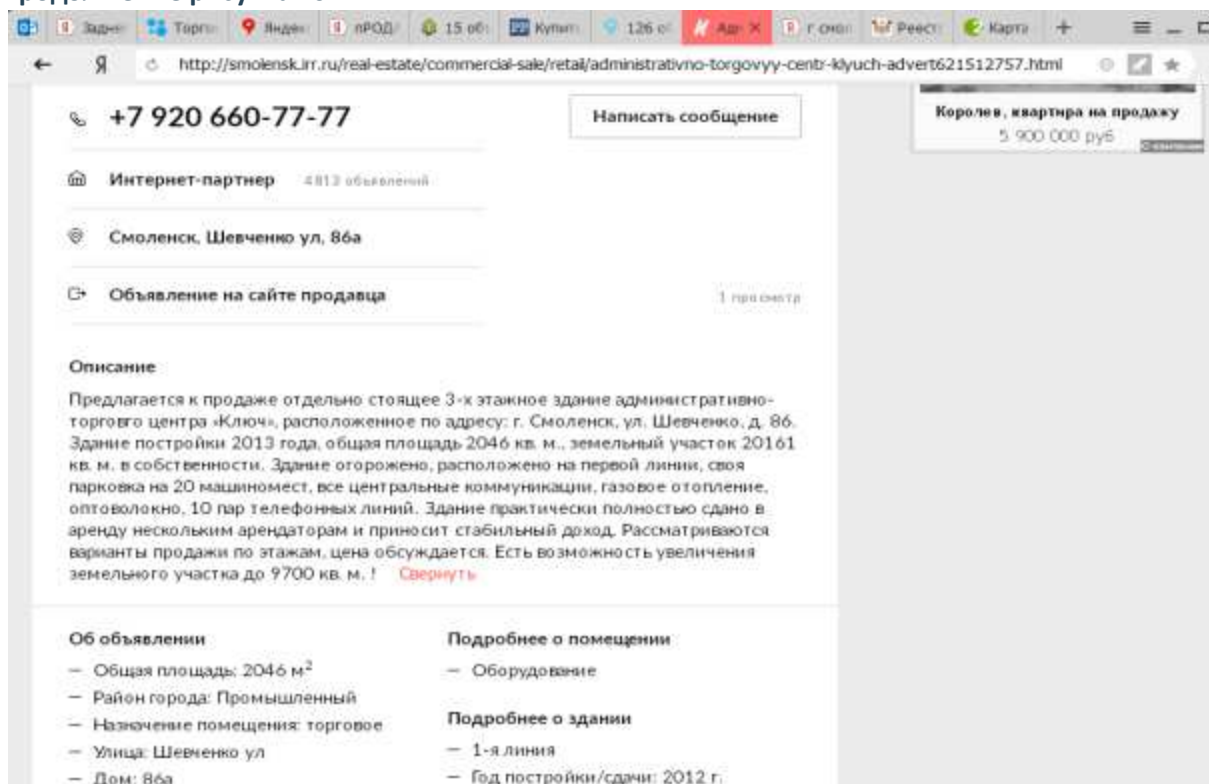 15 об
126 о
http://smolensk.irr.ru/real-estate/commercial-sale/retail/administrativno-torgovyy-centr-klyuch-advert621512757.html
+7 920 660-77-77
Написать сообщение
Королев, квартира на продажу
5 900 000 руб
Интернет-партнер 4813 объявлений
Смоленск, Шевченко ул, 86а
Объявление на сайте продавца
1 просмотр
Описание
Предлагается к продаже отдельно стоящее 3-х этажное здание административно-
торгового центра «Ключ», расположенное по адресу: г. Смоленск, ул. Шевченко, д. 86.
Здание постройки 2013 года, общая площадь 2046 кв. м., земельный участок 20161
кв. м. в собственности. Здание огорожено, расположено на первой линии, своя
парковка на 20 машиномест, все центральные коммуникации, газовое отопление,
оптоволокно, 10 пар телефонных линий. Здание практически полностью сдано в
аренду нескольким арендаторам и приносит стабильный доход. Рассматриваются
варианты продажи по этажам, цена обсуждается. Есть возможность увеличения
земельного участка до 9700 кв. м. ! Свернуть
Об объявлении
— Общая площадь: 2046 м²
— Район города: Промышленный
— Назначение помещения: торговое
— Улица: Шевченко ул
— Дом: 86а
Подробнее о помещении
— Оборудование
Подробнее о здании
— 1-я линия
— Год постройки/сдачи: 2012 г.